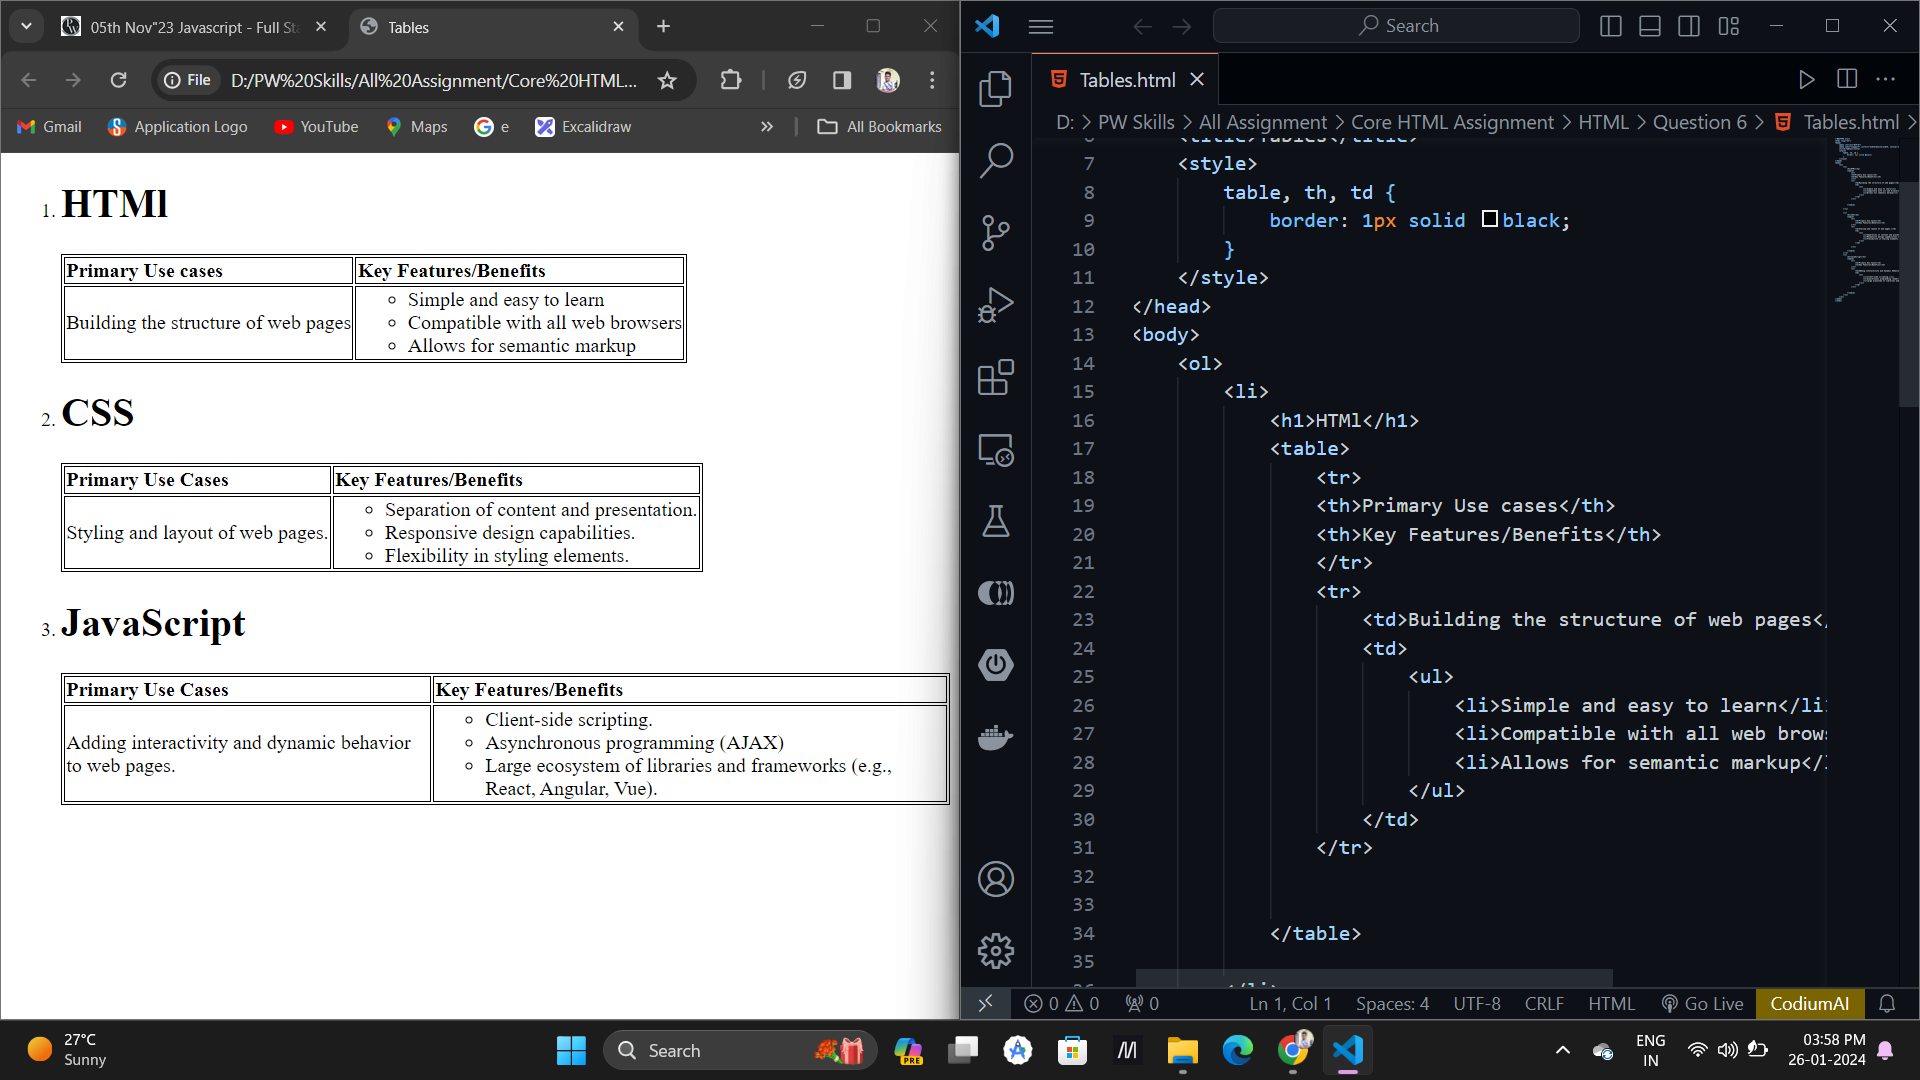 05th Nov"23 Javascript - Full St
Tables
File
D:/PW%20Skills/All%20Assignment/Core%20HTML...
Gmail
Application Logo
YouTube
Maps
e
Excalidraw
All Bookmarks
1. HTMl
Primary Use cases
Key Features/Benefits
Building the structure of web pages
Simple and easy to learn
Compatible with all web browsers
Allows for semantic markup
2. CSS
Primary Use Cases
Key Features/Benefits
Styling and layout of web pages.
Separation of content and presentation.
Responsive design capabilities.
Flexibility in styling elements.
3. JavaScript
Primary Use Cases
Key Features/Benefits
Adding interactivity and dynamic behavior
to web pages.
Client-side scripting.
Asynchronous programming (AJAX)
Large ecosystem of libraries and frameworks (e.g.,
React, Angular, Vue).
Search
Tables.html
D: > PW Skills > All Assignment > Core HTML Assignment > HTML > Question 6 > Tables.html >
6 <title>Tables</title>
7 <style>
8 table, th, td {
9 border: 1px solid black;
10 }
11 </style>
12 </head>
13 <body>
14 <ol>
15 <li>
16 <h1>HTMl</h1>
17 <table>
18 <tr>
19 <th>Primary Use cases</th>
20 <th>Key Features/Benefits</th>
21 </tr>
22 <tr>
23 <td>Building the structure of web pages</
24 <td>
25 <ul>
26 <li>Simple and easy to learn</li
27 <li>Compatible with all web brows
28 <li>Allows for semantic markup</l
29 </ul>
30 </td>
31 </tr>
32
33
34 </table>
35
36 </li>
0 0 0
Ln 1, Col 1
Spaces: 4
UTF-8
CRLF
HTML
Go Live
CodiumAI
27°C
Sunny
Search
PRE
ENG
IN
03:58 PM
26-01-2024